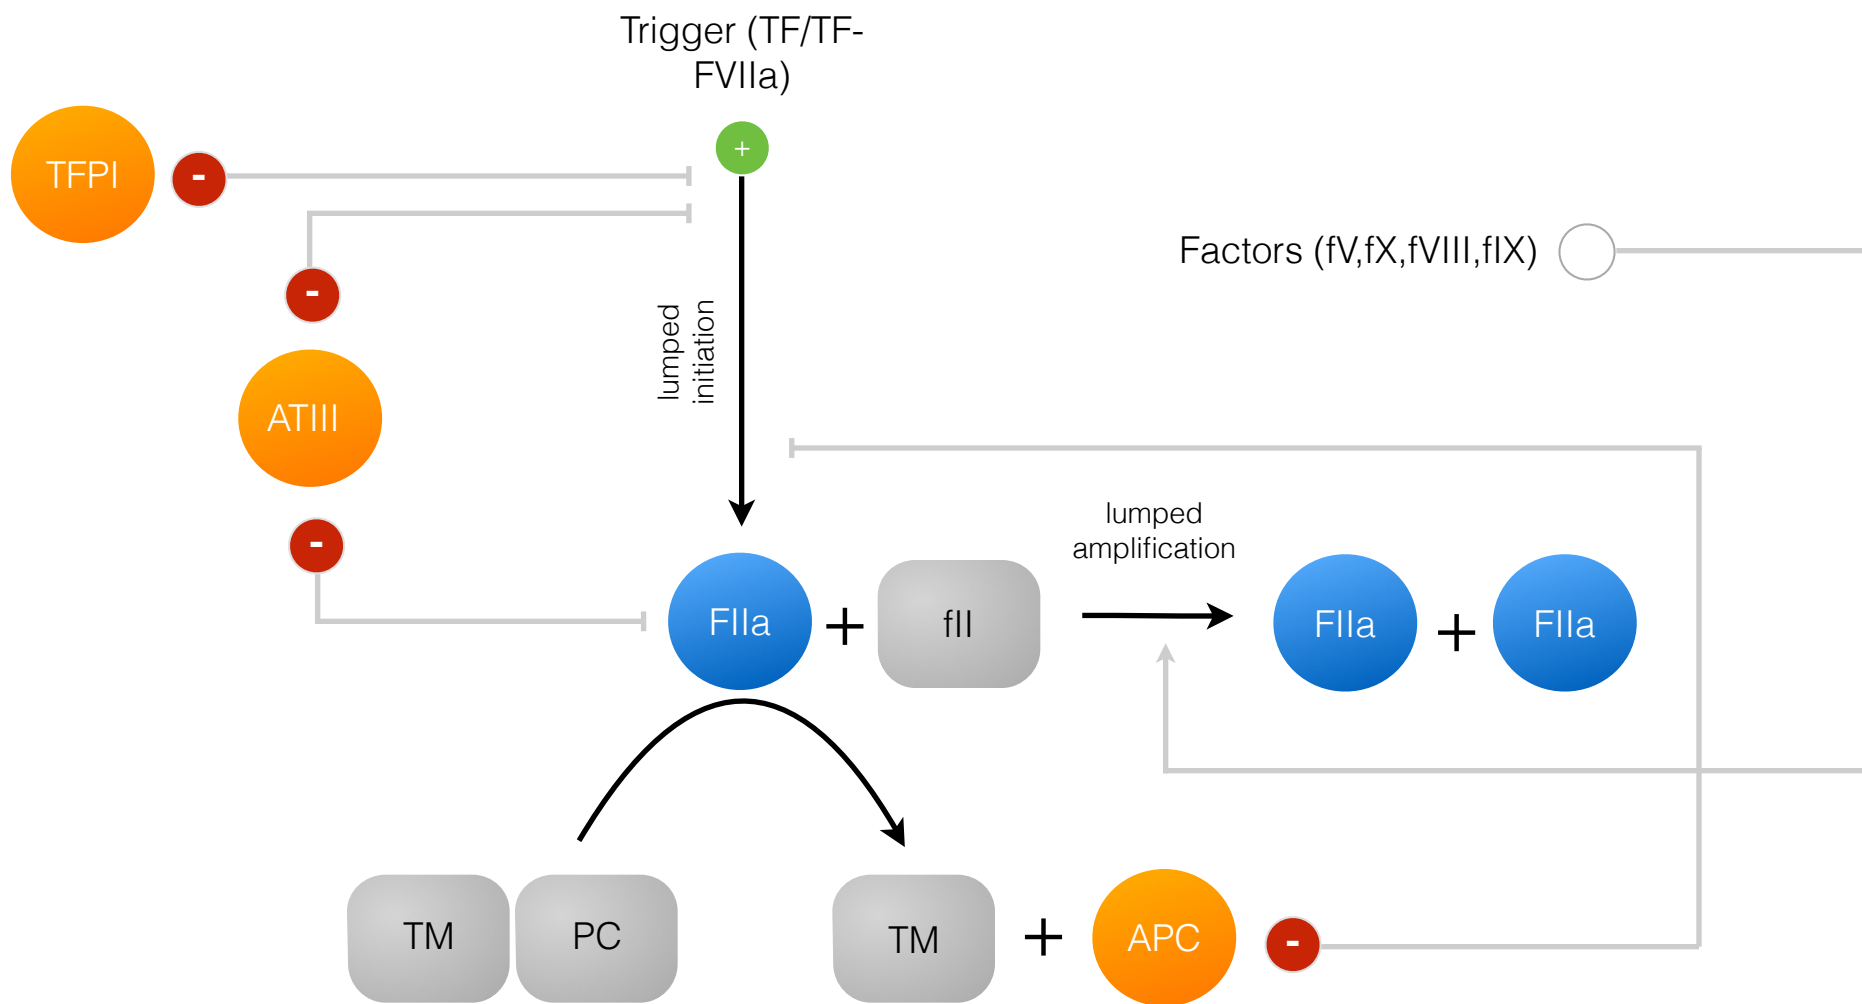 Trigger (TF/TF-
FVIIa)
+
TFPI
-
Factors (fV,fX,fVIII,fIX)
-
lumped
initiation
ATIII
lumped
amplification
-
FIIa
+
fII
FIIa
+
FIIa
TM
PC
TM
+
APC
-